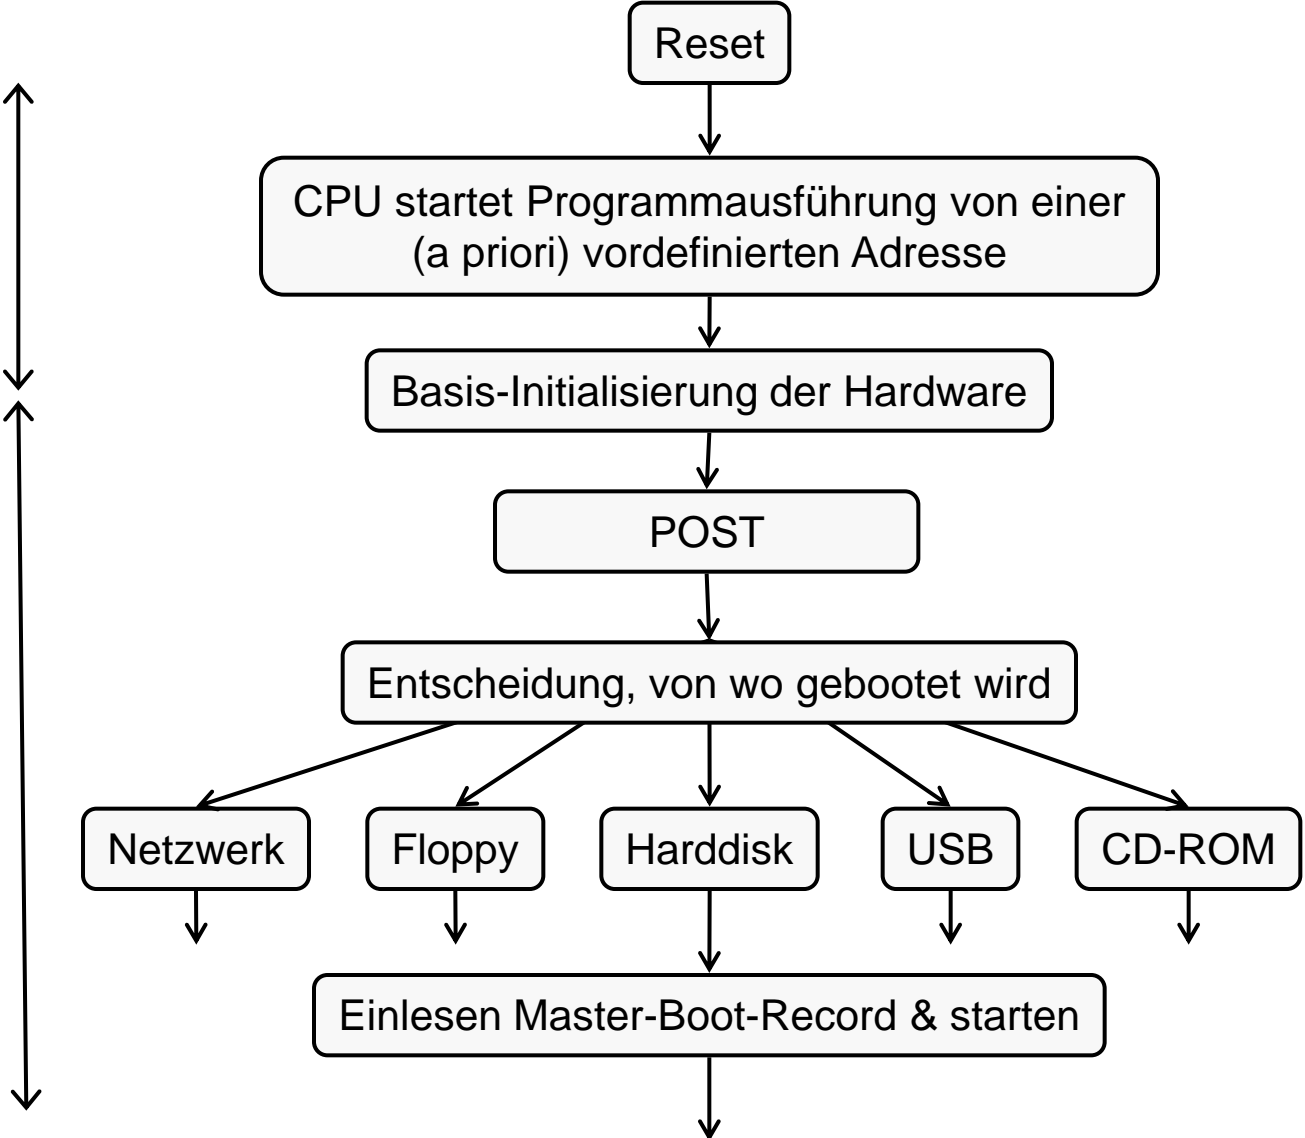 Reset
CPU startet Programmausführung von einer
(a priori) vordefinierten Adresse
Basis-Initialisierung der Hardware
POST
Entscheidung, von wo gebootet wird
Netzwerk
Floppy
Harddisk
USB
CD-ROM
Einlesen Master-Boot-Record & starten